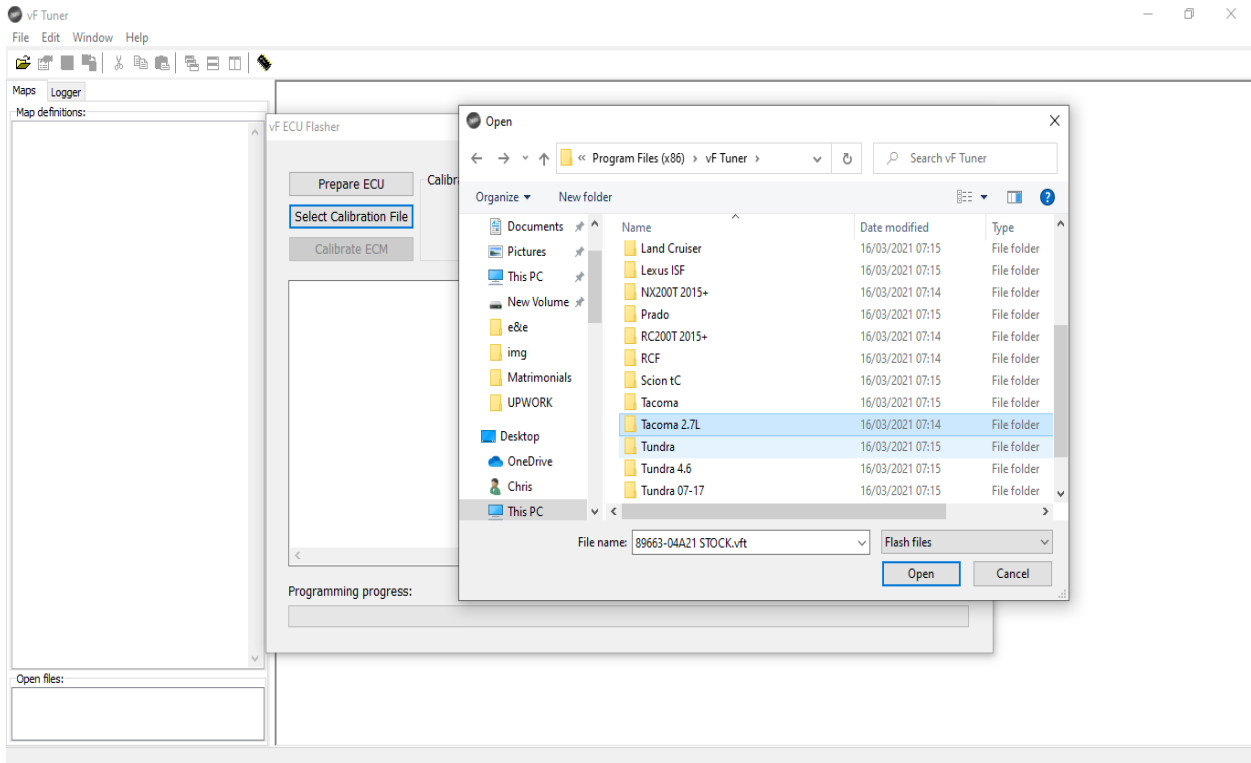 vF Tuner
File Edit Window Help
Maps Logger
Map definitions:
vF ECU Flasher
Prepare ECU
Calibr
Select Calibration File
Calibrate ECM
Programming progress:
Open files:
Open
« Program Files (x86) › vF Tuner ›
Search vF Tuner
Organize New folder
Documents
Pictures
This PC
New Volume
e&e
img
Matrimonials
UPWORK
Desktop
OneDrive
Chris
This PC
Name Date modified Type
Land Cruiser 16/03/2021 07:15 File folder
Lexus ISF 16/03/2021 07:15 File folder
NX200T 2015+ 16/03/2021 07:14 File folder
Prado 16/03/2021 07:15 File folder
RC200T 2015+ 16/03/2021 07:14 File folder
RCF 16/03/2021 07:14 File folder
Scion tC 16/03/2021 07:15 File folder
Tacoma 16/03/2021 07:15 File folder
Tacoma 2.7L 16/03/2021 07:14 File folder
Tundra 16/03/2021 07:15 File folder
Tundra 4.6 16/03/2021 07:15 File folder
Tundra 07-17 16/03/2021 07:15 File folder
File name: 89663-04A21 STOCK.vft Flash files
Open Cancel